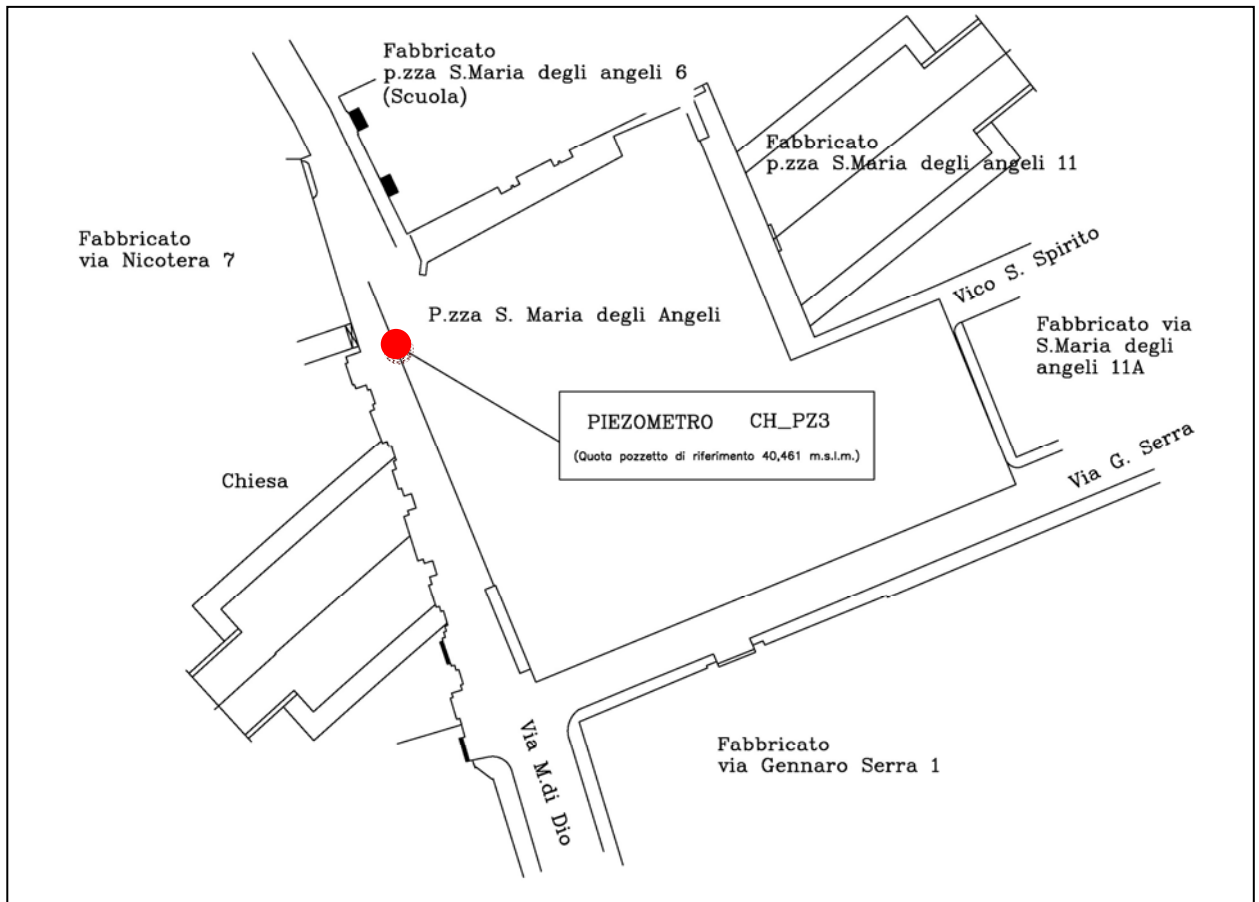 Fabbricato
p.zza S.Maria degli angeli 6
(Scuola)
Fabbricato
p.zza S.Maria degli angeli 11
Fabbricato
via Nicotera 7
Vico S. Spirito
P.zza S. Maria degli Angeli
Fabbricato via
S.Maria degli
angeli 11A
PIEZOMETRO CH_PZ3
(Quota pozzetto di riferimento 40,461 m.s.l.m.)
Via G. Serra
Chiesa
Via M.di Dio
Fabbricato
via Gennaro Serra 1